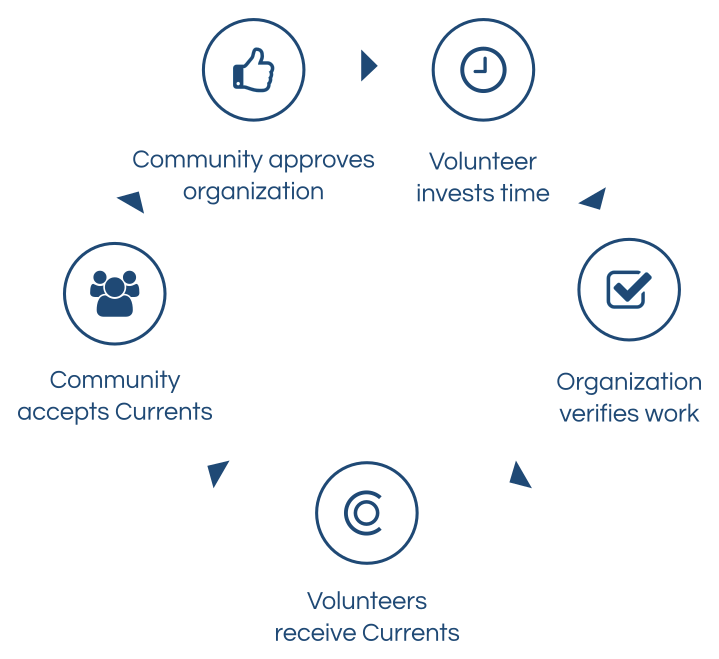 Community approves
organization
Volunteer
invests time
Organization
verifies work
Volunteers
receive Currents
Community
accepts Currents